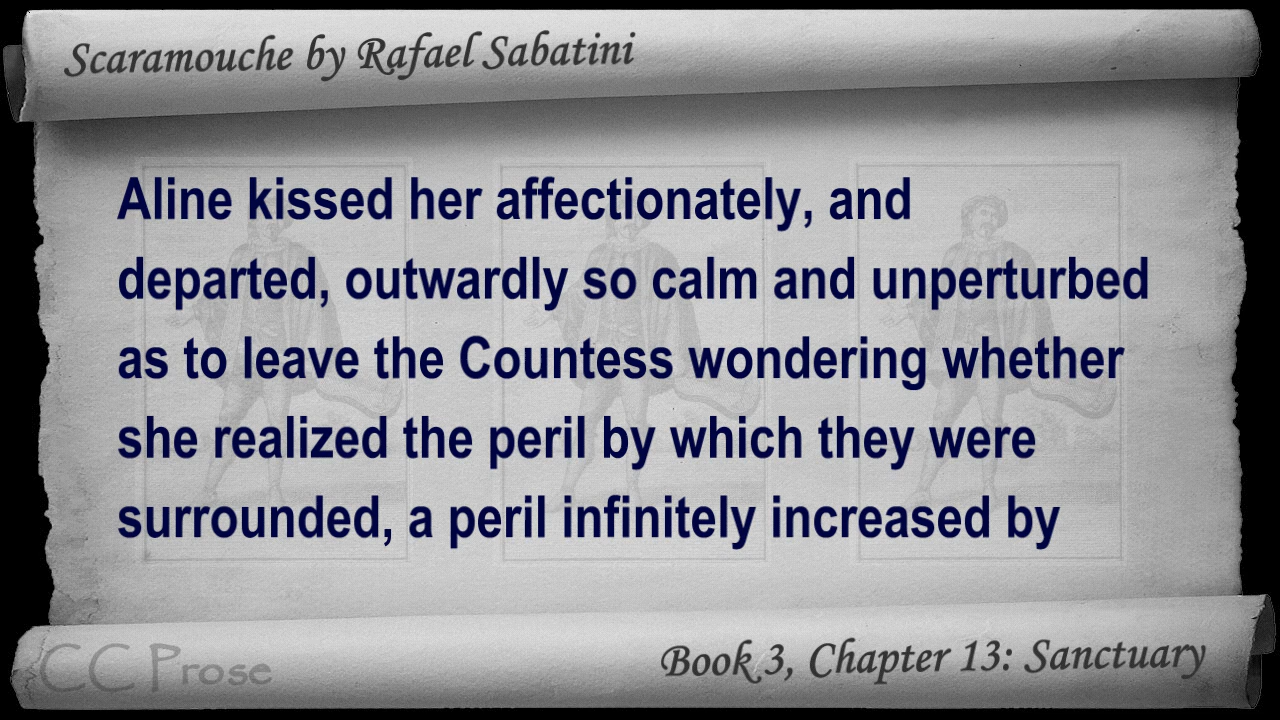 Scaramouche by Rafael Sabatini
Aline kissed her affectionately, and
departed, outwardly so calm and unperturbed
as to leave the Countess wondering whether
she realized the peril by which they were
surrounded, a peril infinitely increased by
CC Prose
Book 3, Chapter 13: Sanctuary